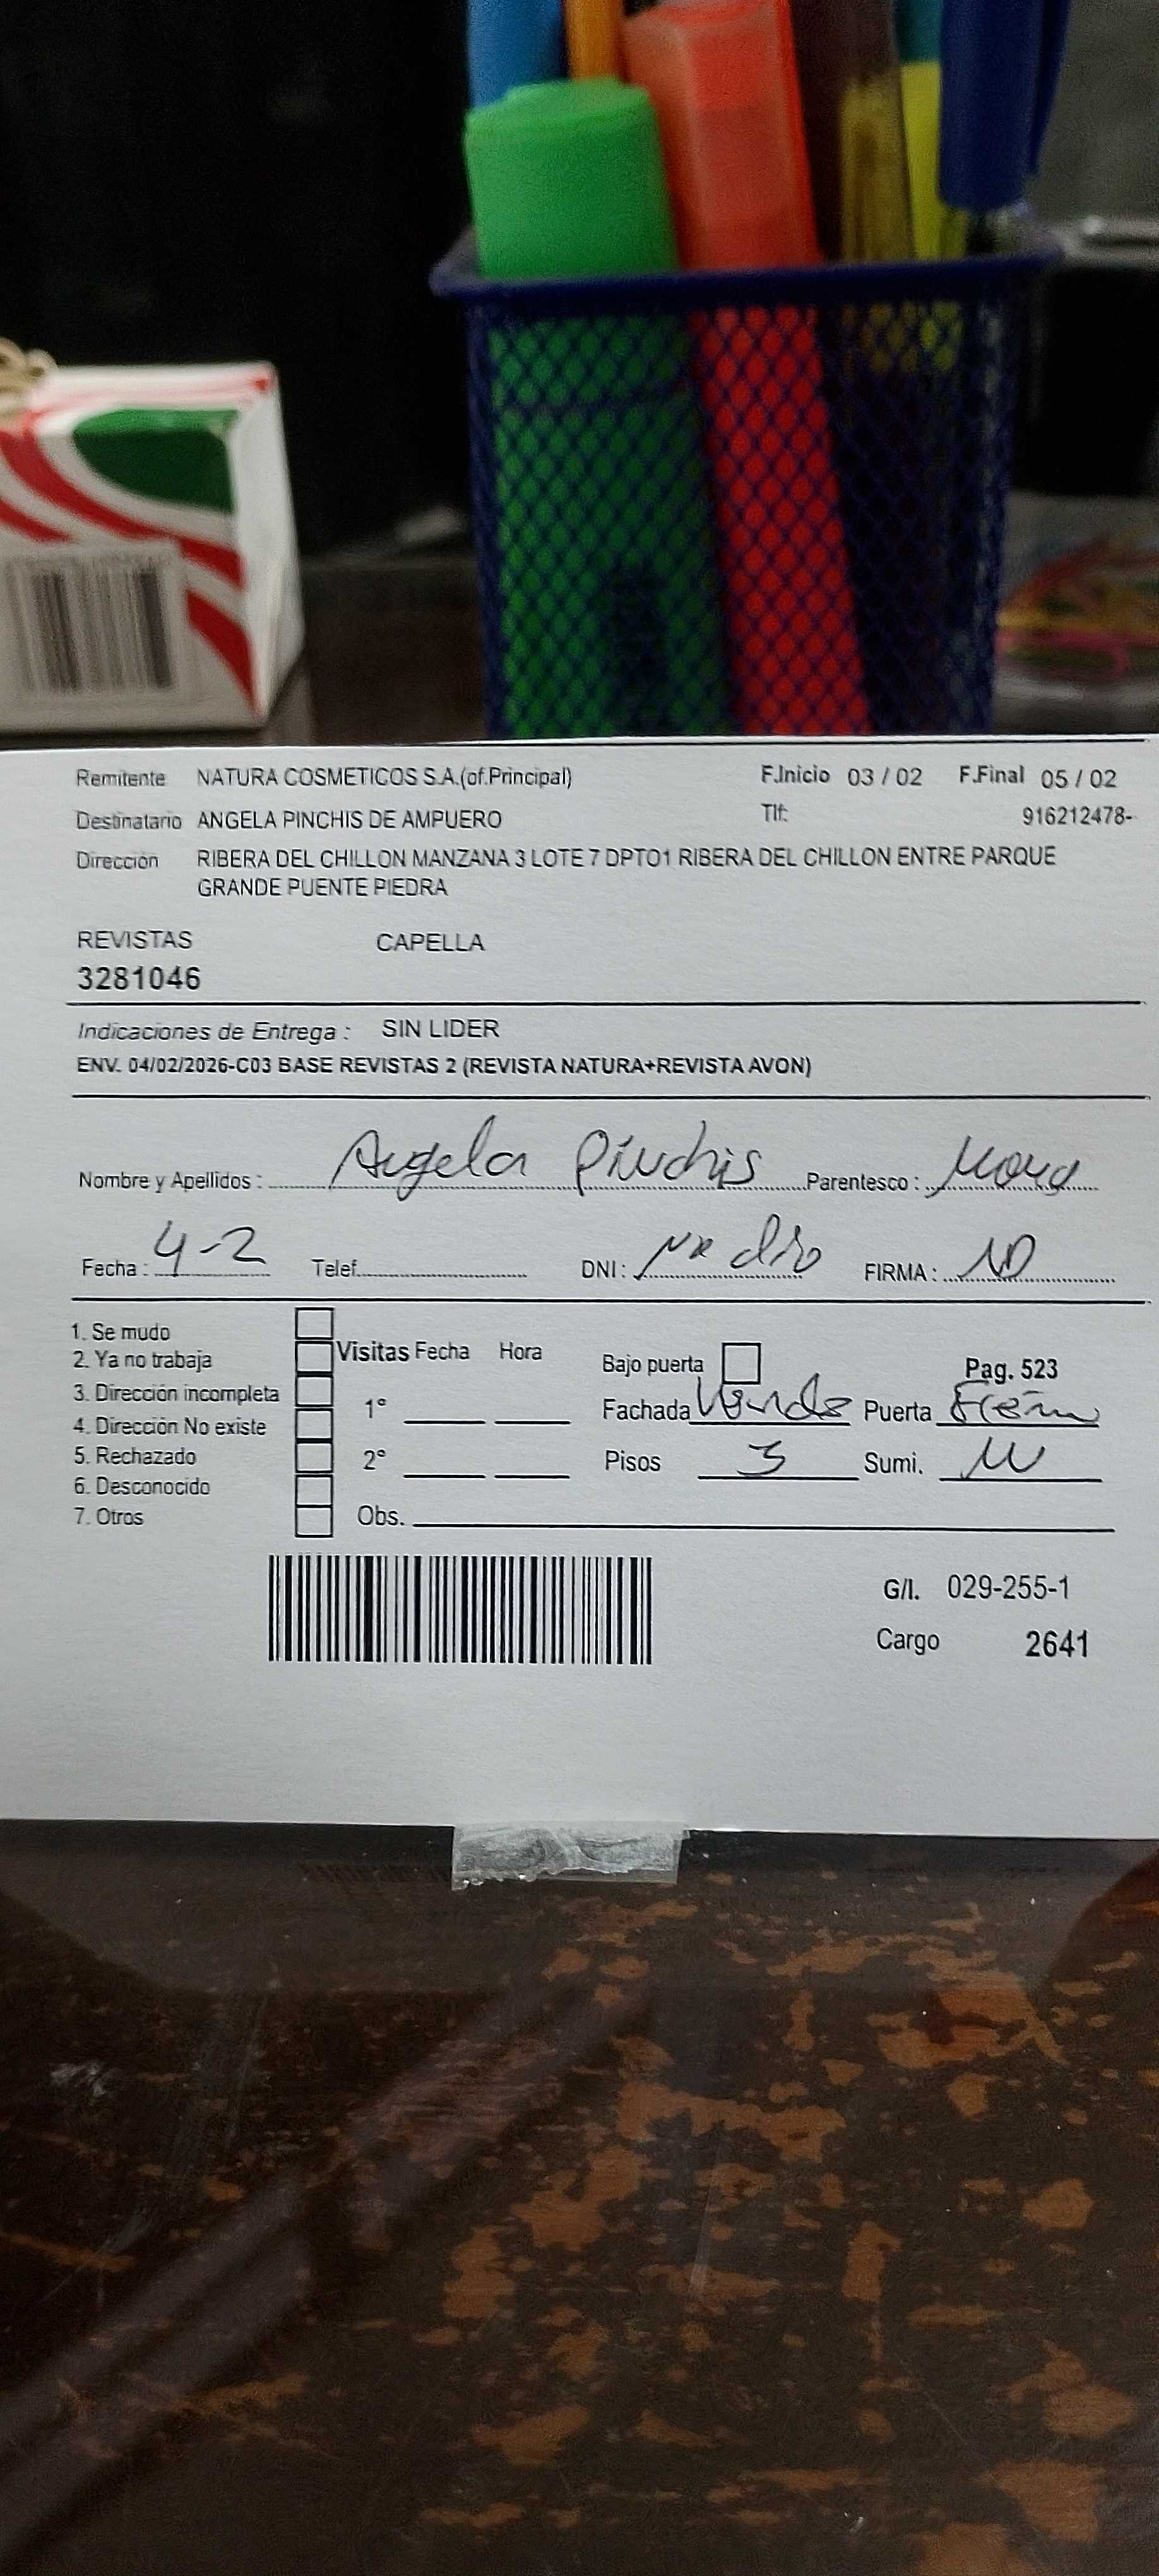 Remitente NATURA COSMETICOS S.A.(of.Principal) F.Inicio 03 / 02 F.Final 05 / 02
Destinatario ANGELA PINCHIS DE AMPUERO Tlf: 916212478-
Dirección RIBERA DEL CHILLON MANZANA 3 LOTE 7 DPTO1 RIBERA DEL CHILLON ENTRE PARQUE
GRANDE PUENTE PIEDRA
REVISTAS CAPELLA
3281046
Indicaciones de Entrega : SIN LIDER
ENV. 04/02/2026-C03 BASE REVISTAS 2 (REVISTA NATURA+REVISTA AVON)
Nombre y Apellidos : Angela Pinchis Parentesco :
Fecha : 4-2 Telef. DNI : FIRMA :
1. Se mudo
2. Ya no trabaja Visitas Fecha Hora Bajo puerta Pag. 523
3. Dirección incompleta 1° Fachada Puerta
4. Dirección No existe
5. Rechazado 2° Pisos 3 Sumi.
6. Desconocido
7. Otros Obs.
G/I. 029-255-1
Cargo 2641